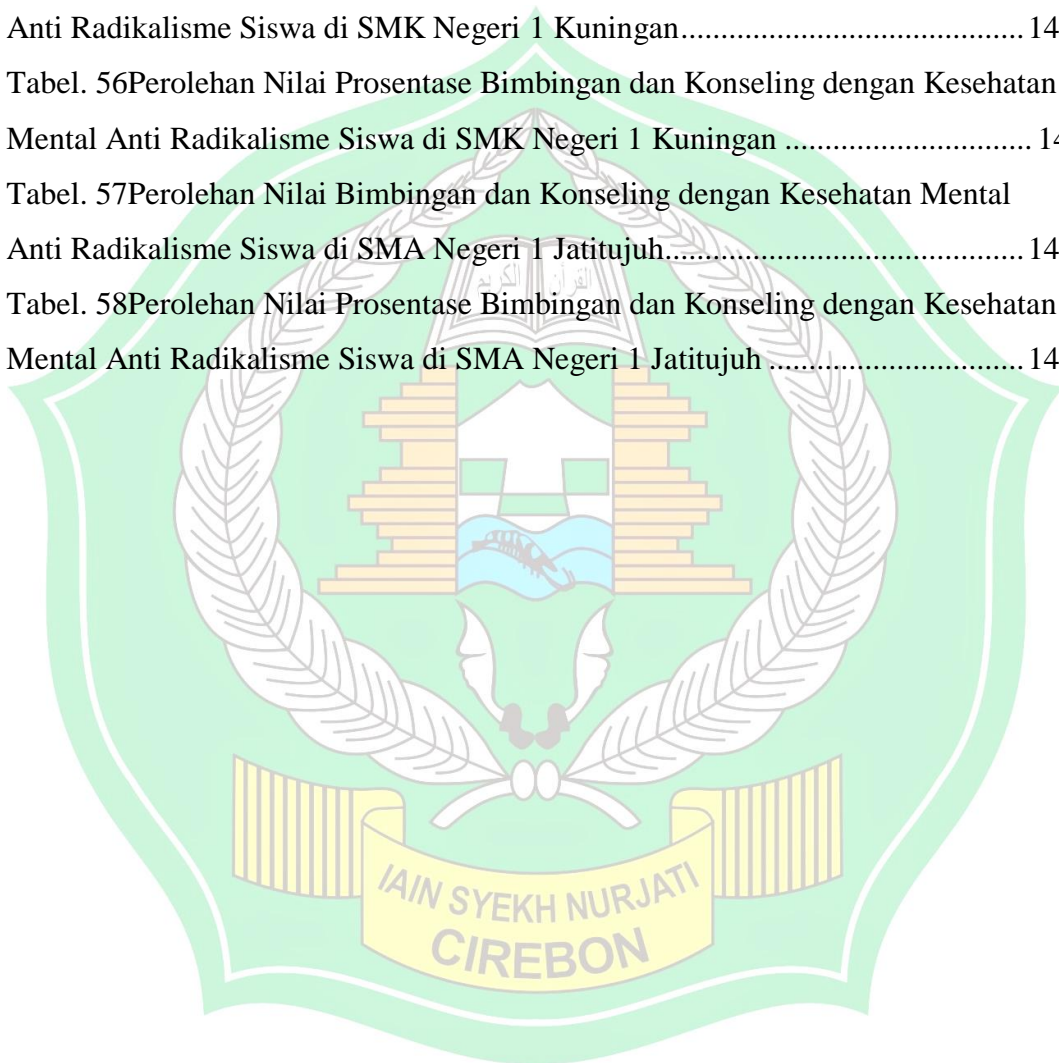 Anti Radikalisme Siswa di SMK Negeri 1 Kuningan.................................................. 14
Tabel. 56Perolehan Nilai Prosentase Bimbingan dan Konseling dengan Kesehatan
Mental Anti Radikalisme Siswa di SMK Negeri 1 Kuningan ................................. 14
Tabel. 57Perolehan Nilai Bimbingan dan Konseling dengan Kesehatan Mental
Anti Radikalisme Siswa di SMA Negeri 1 Jatitujuh.................................................. 14
القرآن الكريم
Tabel. 58Perolehan Nilai Prosentase Bimbingan dan Konseling dengan Kesehatan
Mental Anti Radikalisme Siswa di SMA Negeri 1 Jatitujuh .................................. 14
IAIN SYEKH NURJATI
CIREBON